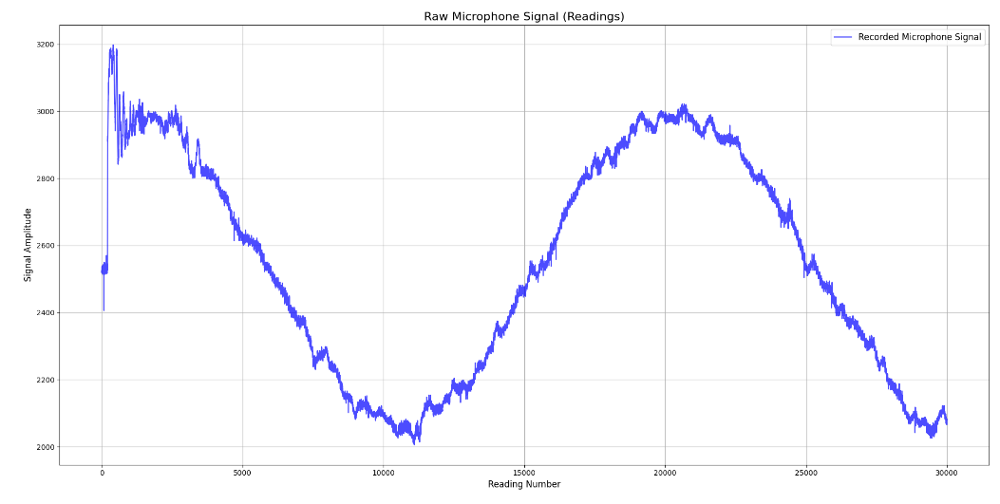 Raw Microphone Signal (Readings)
Recorded Microphone Signal
3200
3000
2800
2600
2400
2200
2000
Signal Amplitude
0 5000 10000 15000 20000 25000 30000
Reading Number